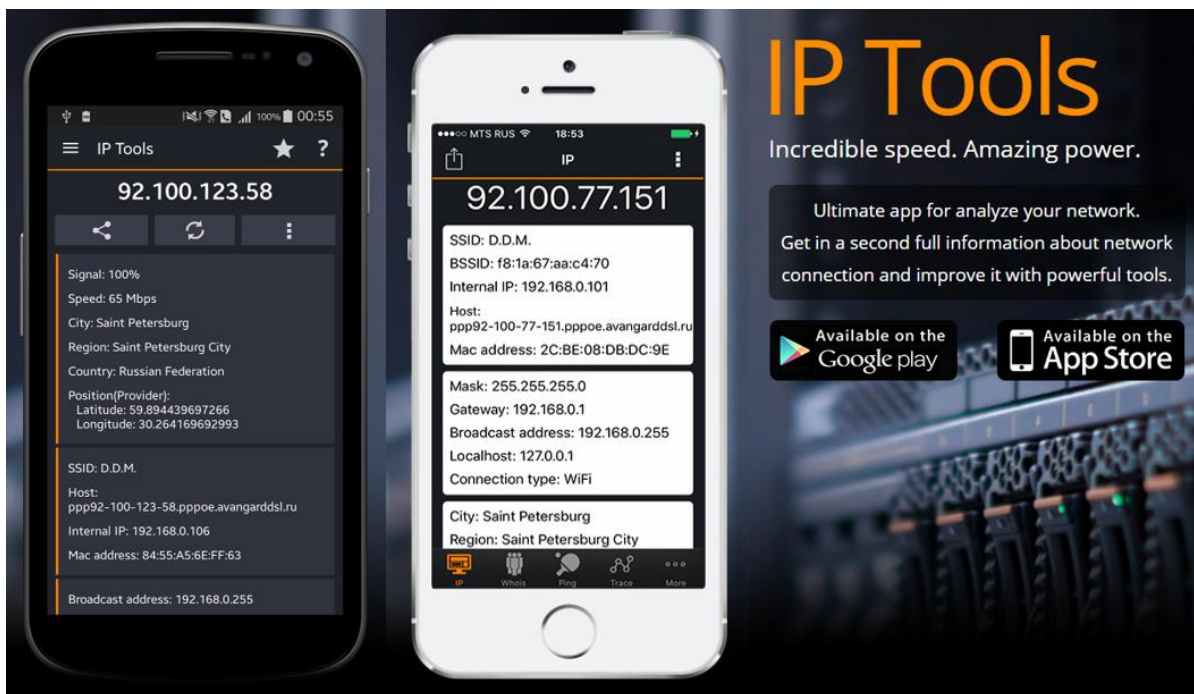 100% 00:55
IP Tools ?
92.100.123.58
Signal: 100%
Speed: 65 Mbps
City: Saint Petersburg
Region: Saint Petersburg City
Country: Russian Federation
Position(Provider):
Latitude: 59.894439697266
Longitude: 30.264169692993
SSID: D.D.M.
Host:
ppp92-100-123-58.pppoe.avangarddsl.ru
Internal IP: 192.168.0.106
Mac address: 84:55:A5:6E:FF:63
Broadcast address: 192.168.0.255
MTS RUS 18:53
IP
92.100.77.151
SSID: D.D.M.
BSSID: f8:1a:67:aa:c4:70
Internal IP: 192.168.0.101
Host:
ppp92-100-77-151.pppoe.avangarddsl.ru
Mac address: 2C:BE:08:DB:DC:9E
Mask: 255.255.255.0
Gateway: 192.168.0.1
Broadcast address: 192.168.0.255
Localhost: 127.0.0.1
Connection type: WiFi
City: Saint Petersburg
Region: Saint Petersburg City
IP Whois Ping Trace More
IP Tools
Incredible speed. Amazing power.
Ultimate app for analyze your network.
Get in a second full information about network
connection and improve it with powerful tools.
Available on the
Google play
Available on the
App Store